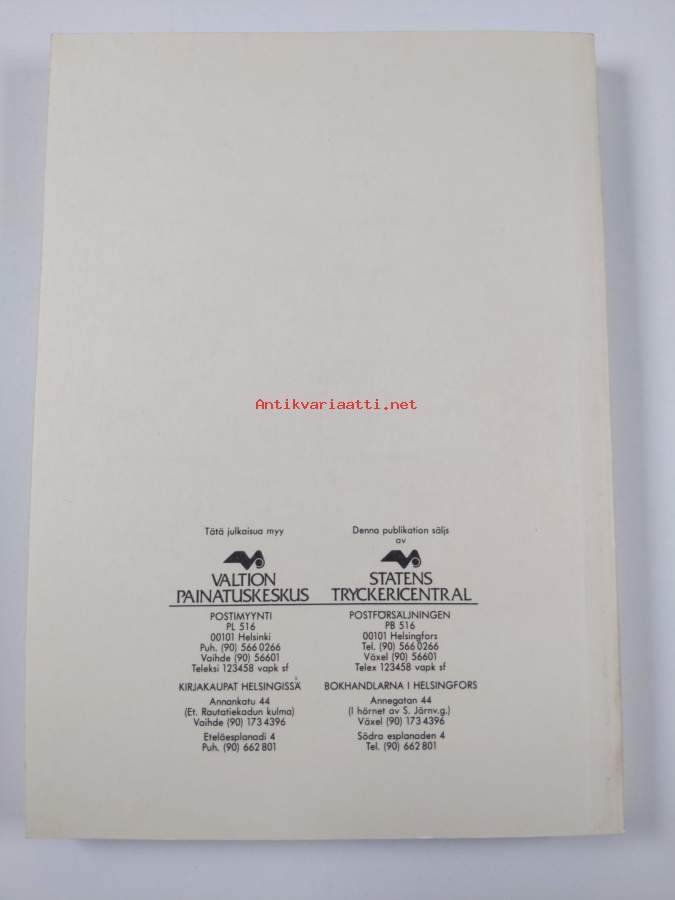 Antikvariaatti.net
Tätä julkaisua myy
VALTION
PAINATUSKESKUS
POSTIMYYNTI
PL 516
00101 Helsinki
Puh. (90) 566 0266
Vaihde (90) 56601
Teleksi 123458 vapk sf
KIRJAKAUPAT HELSINGISSÄ
Annankatu 44
(Et. Rautatiekadun kulma)
Vaihde (90) 173 4396
Eteläesplanadi 4
Puh. (90) 662 801
Denna publikation säljs
av
STATENS
TRYCKERICENTRAL
POSTFÖRSÄLJNINGEN
PB 516
00101 Helsingfors
Tel. (90) 566 0266
Växel (90) 56601
Telex 123458 vapk sf
BOKHANDLARNA I HELSINGFORS
Annegatan 44
(I hörnet av S. Järnv.g.)
Växel (90) 173 4396
Södra esplanaden 4
Tel. (90) 662 801